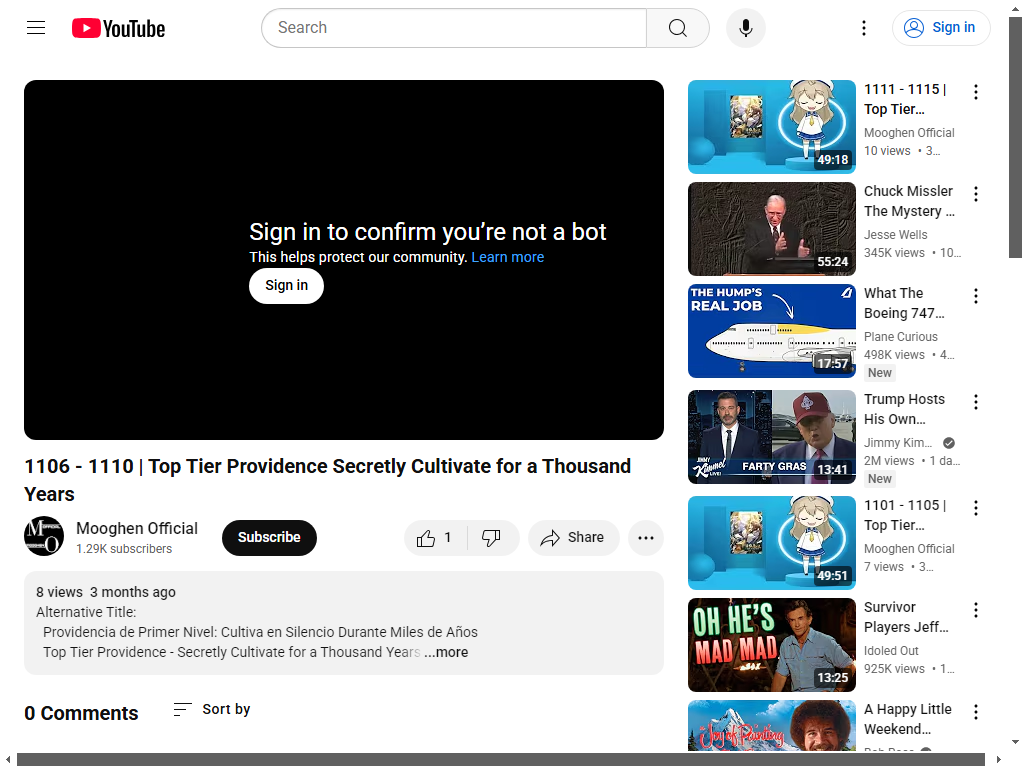 YouTube
Search
Sign in
Sign in to confirm you’re not a bot
This helps protect our community. Learn more
Sign in
1106 - 1110 | Top Tier Providence Secretly Cultivate for a Thousand
Years
Mooghen Official
1.29K subscribers
Subscribe
1
Share
8 views 3 months ago
Alternative Title:
Providencia de Primer Nivel: Cultiva en Silencio Durante Miles de Años
Top Tier Providence - Secretly Cultivate for a Thousand Years ...more
0 Comments
Sort by
49:18
1111 - 1115 |
Top Tier...
Mooghen Official
10 views • 3...
55:24
Chuck Missler
The Mystery ...
Jesse Wells
345K views • 10...
THE HUMP'S
REAL JOB
17:57
What The
Boeing 747...
Plane Curious
498K views • 4...
New
JIMMY
Kimmel
LIVE!
FARTY GRAS
13:41
Trump Hosts
His Own...
Jimmy Kim...
2M views • 1 da...
New
49:51
1101 - 1105 |
Top Tier...
Mooghen Official
7 views • 3...
OH HE'S
MAD MAD
13:25
Survivor
Players Jeff...
Idoled Out
925K views • 1...
Joy of Painting
A Happy Little
Weekend...